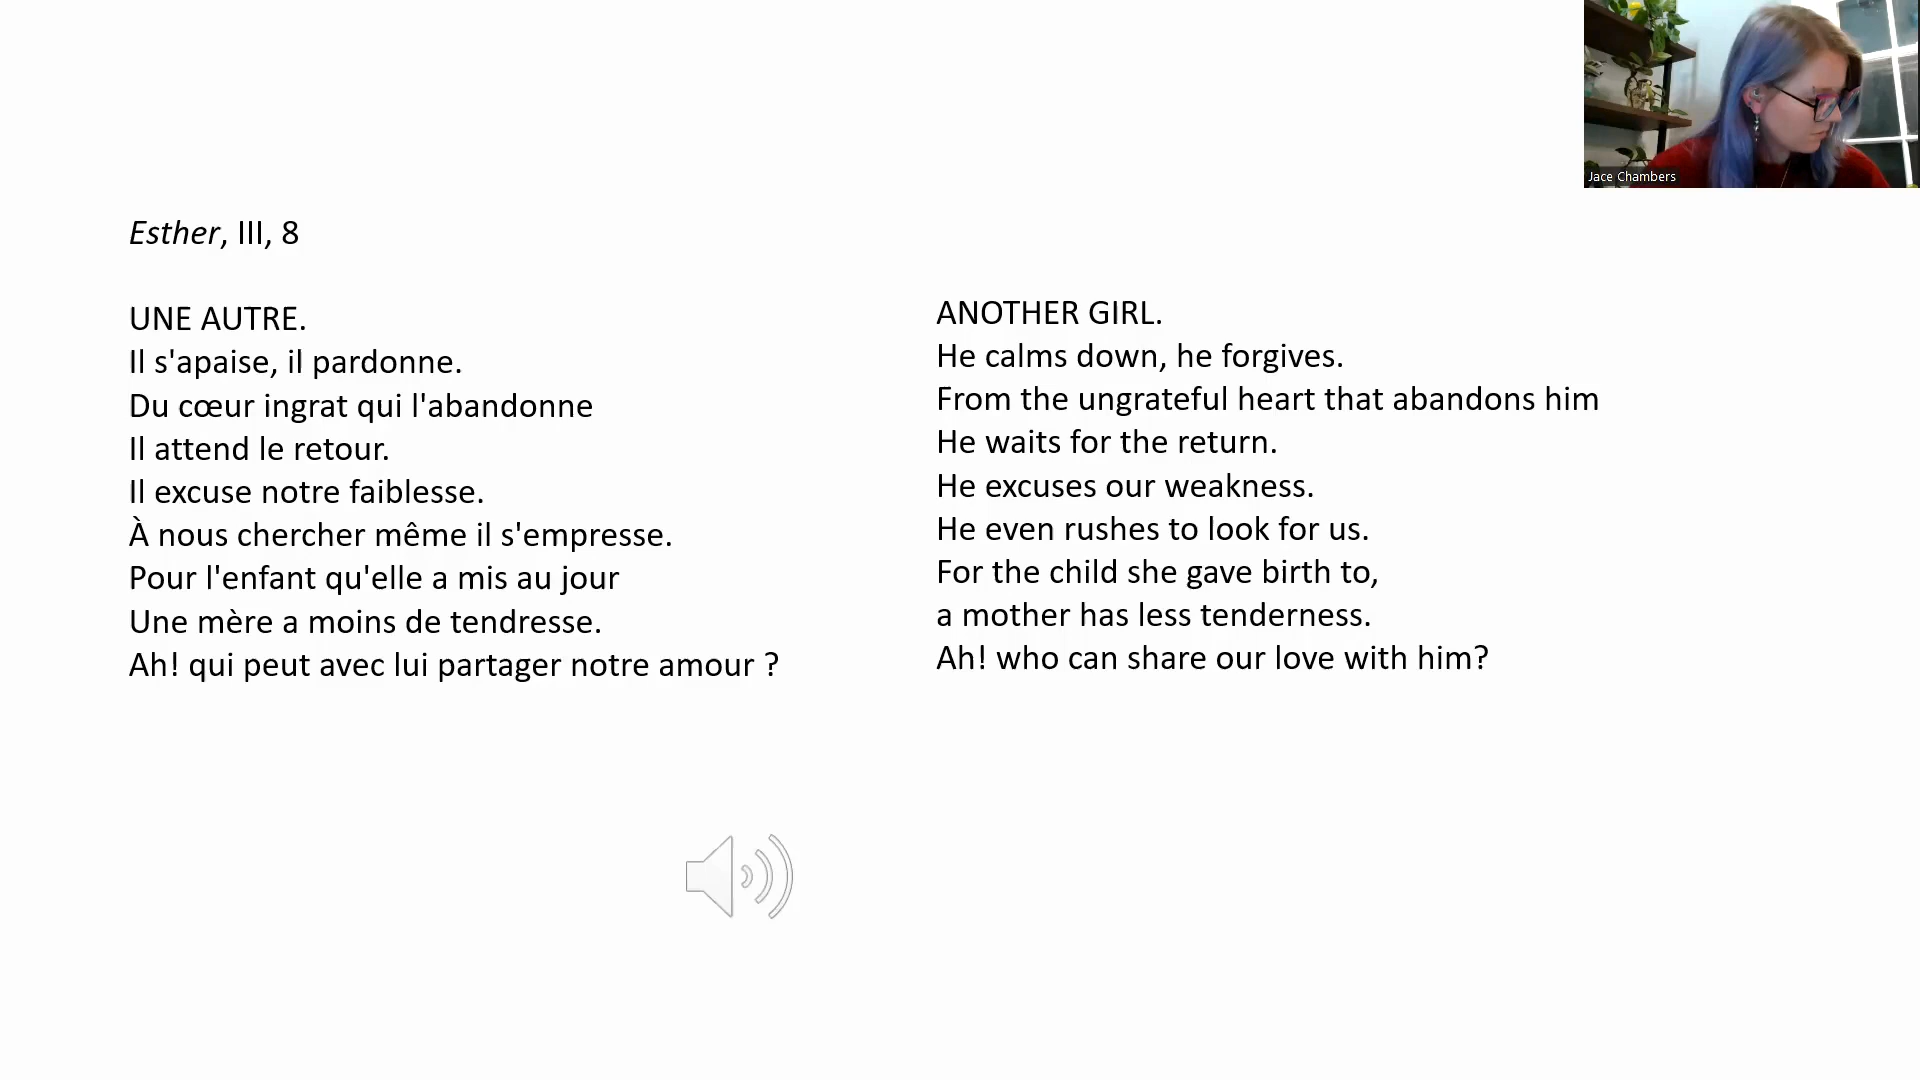 Jace Chambers
Esther, III, 8
UNE AUTRE.
Il s'apaise, il pardonne.
Du cœur ingrat qui l'abandonne
Il attend le retour.
Il excuse notre faiblesse.
À nous chercher même il s'empresse.
Pour l'enfant qu'elle a mis au jour
Une mère a moins de tendresse.
Ah! qui peut avec lui partager notre amour ?
ANOTHER GIRL.
He calms down, he forgives.
From the ungrateful heart that abandons him
He waits for the return.
He excuses our weakness.
He even rushes to look for us.
For the child she gave birth to,
a mother has less tenderness.
Ah! who can share our love with him?